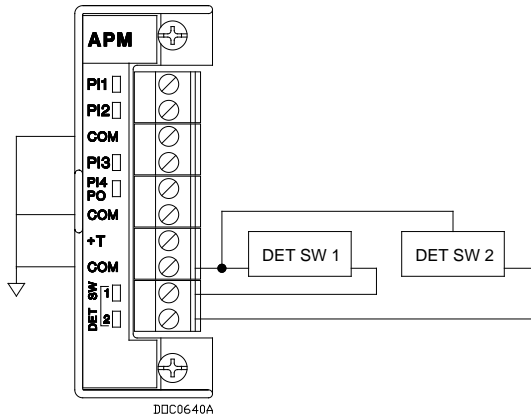 APM
PI1
PI2
COM
PI3
PI4
PO
COM
+T
COM
DET SW
1
2
DET SW 1
DET SW 2
DOC0640A